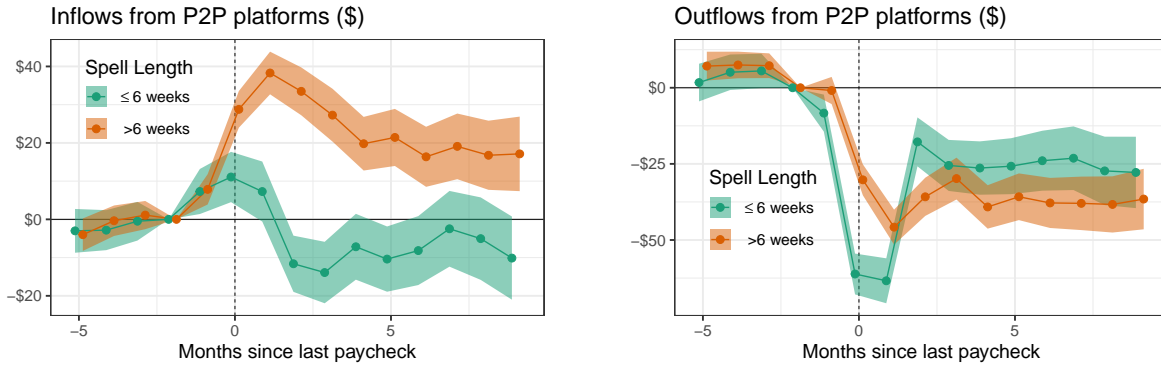 Inflows from P2P platforms ($)
$40
$20
$0
−$20
Spell Length
≤ 6 weeks
>6 weeks
−5
0
5
Months since last paycheck
Outflows from P2P platforms ($)
$0
−$25
−$50
Spell Length
≤ 6 weeks
>6 weeks
−5
0
5
Months since last paycheck